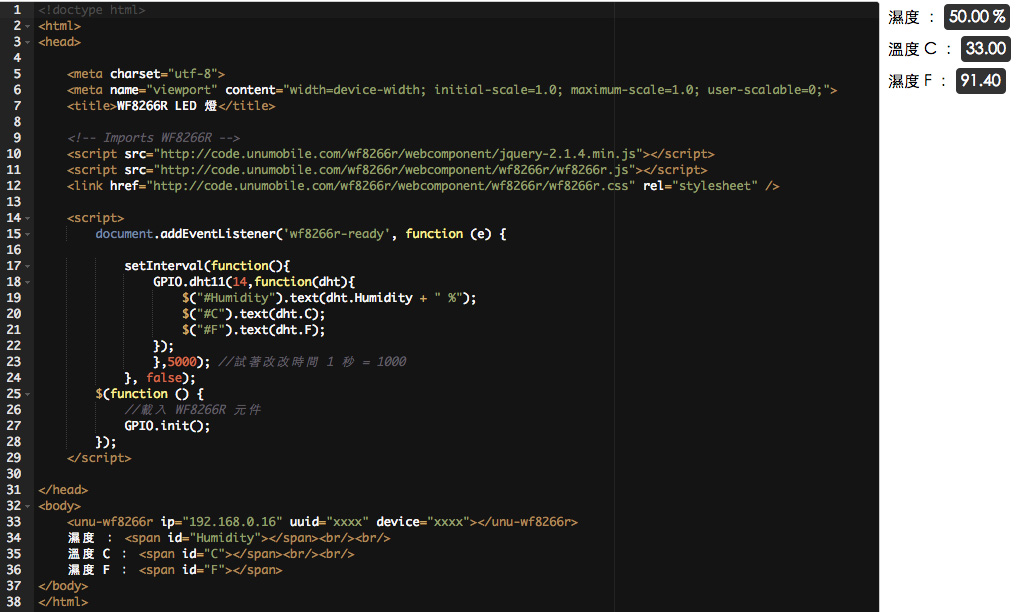 1 <!doctype html>
2 <html>
3 <head>
4
5 <meta charset="utf-8">
6 <meta name="viewport" content="width=device-width; initial-scale=1.0; maximum-scale=1.0; user-scalable=0;">
7 <title>WF8266R LED 燈</title>
8
9 <!-- Imports WF8266R -->
10 <script src="http://code.unumobile.com/wf8266r/webcomponent/jquery-2.1.4.min.js"></script>
11 <script src="http://code.unumobile.com/wf8266r/webcomponent/wf8266r/wf8266r.js"></script>
12 <link href="http://code.unumobile.com/wf8266r/webcomponent/wf8266r/wf8266r.css" rel="stylesheet" />
13
14 <script>
15 document.addEventListener('wf8266r-ready', function (e) {
16
17 setInterval(function(){
18 GPIO.dht11(14,function(dht){
19 $("#Humidity").text(dht.Humidity + " %");
20 $("#C").text(dht.C);
21 $("#F").text(dht.F);
22 });
23 },5000); //試著改改時間 1 秒 = 1000
24 }, false);
25 $(function () {
26 //載入 WF8266R 元件
27 GPIO.init();
28 });
29 </script>
30
31 </head>
32 <body>
33 <unu-wf8266r ip="192.168.0.16" uuid="xxxx" device="xxxx"></unu-wf8266r>
34 濕度 : <span id="Humidity"></span><br/><br/>
35 溫度 C : <span id="C"></span><br/><br/>
36 濕度 F : <span id="F"></span>
37 </body>
38 </html>
濕度 : 50.00 %
溫度 C : 33.00
濕度 F : 91.40